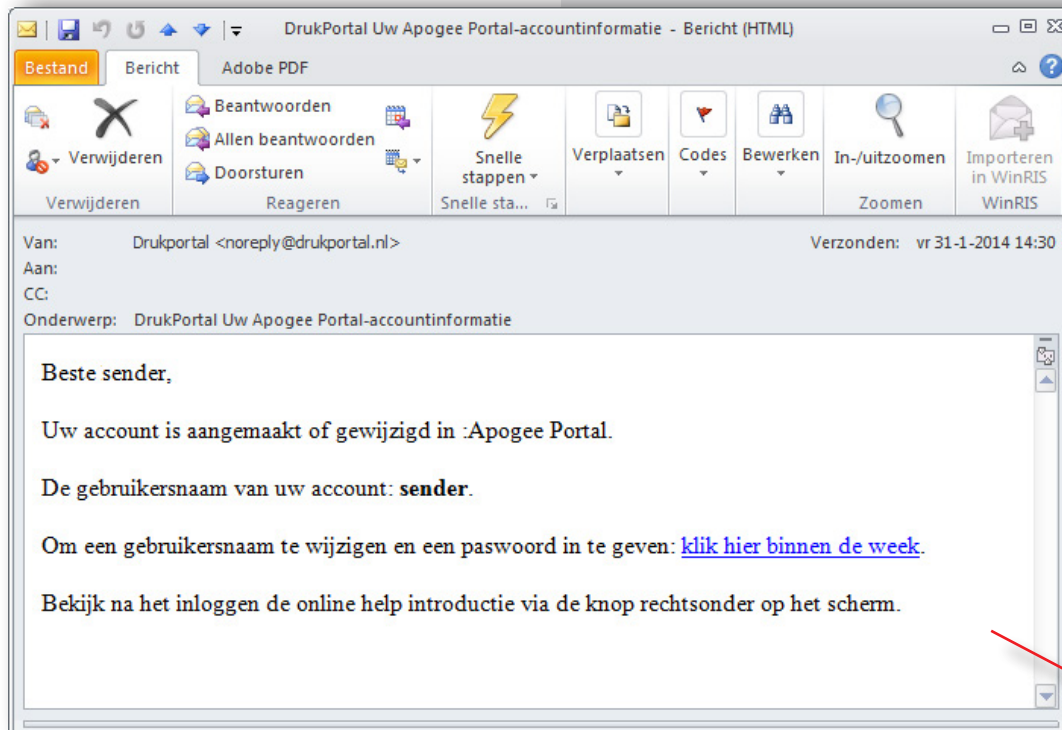 DrukPortal Uw Apogee Portal-accountinformatie - Bericht (HTML)
Bestand Bericht Adobe PDF
Verwijderen
Beantwoorden
Allen beantwoorden
Doorsturen
Snelle stappen
Verplaatsen
Codes
Bewerken
In-/uitzoomen
Importeren in WinRIS
Verwijderen Reageren Snelle sta... Zoomen WinRIS
Van: Drukportal <noreply@drukportal.nl> Verzonden: vr 31-1-2014 14:30
Aan:
CC:
Onderwerp: DrukPortal Uw Apogee Portal-accountinformatie
Beste sender,
Uw account is aangemaakt of gewijzigd in :Apogee Portal.
De gebruikersnaam van uw account: sender.
Om een gebruikersnaam te wijzigen en een paswoord in te geven: klik hier binnen de week.
Bekijk na het inloggen de online help introductie via de knop rechtsonder op het scherm.